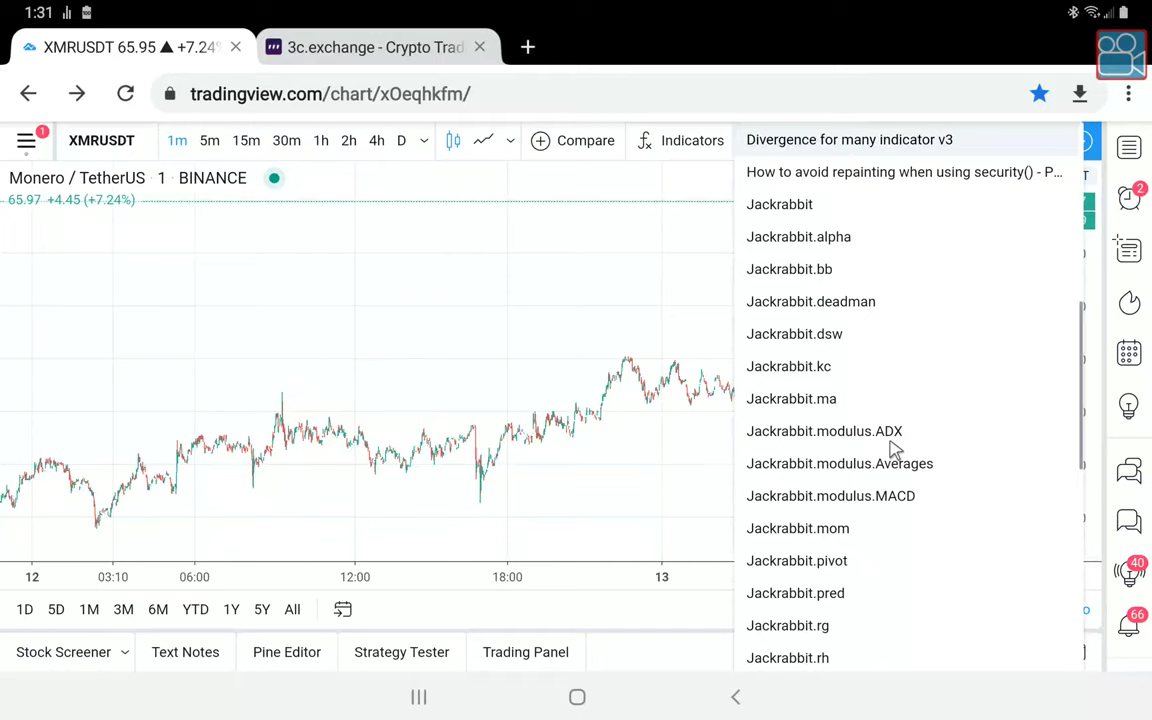 1:31
XMRUSDT 65.95 ▲ +7.24%
3c.exchange - Crypto Trad
tradingview.com/chart/xOeqhkfm/
1
XMRUSDT
1m 5m 15m 30m 1h 2h 4h D
Compare
Indicators
Monero / TetherUS · 1 · BINANCE
65.97 +4.45 (+7.24%)
Divergence for many indicator v3
How to avoid repainting when using security() - P...
Jackrabbit
Jackrabbit.alpha
Jackrabbit.bb
Jackrabbit.deadman
Jackrabbit.dsw
Jackrabbit.kc
Jackrabbit.ma
Jackrabbit.modulus.ADX
Jackrabbit.modulus.Averages
Jackrabbit.modulus.MACD
Jackrabbit.mom
Jackrabbit.pivot
Jackrabbit.pred
Jackrabbit.rg
Jackrabbit.rh
2
40
66
12 03:10 06:00 12:00 18:00 13
1D 5D 1M 3M 6M YTD 1Y 5Y All
Stock Screener Text Notes Pine Editor Strategy Tester Trading Panel